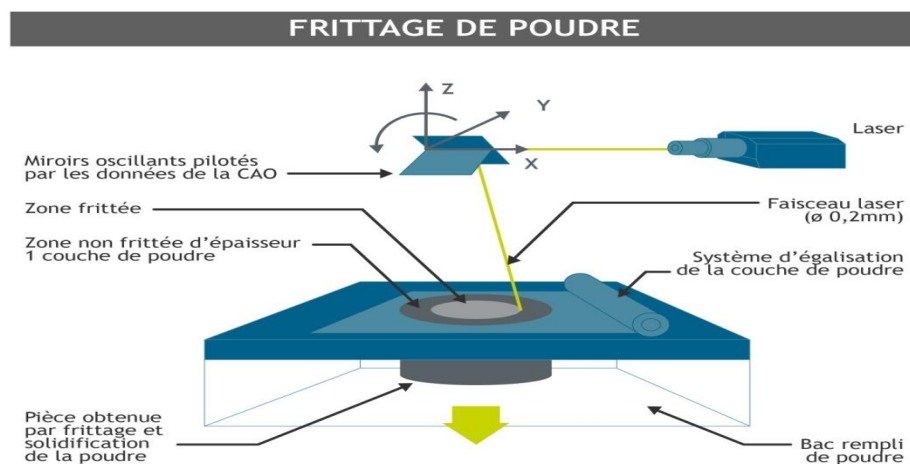 FRITTAGE DE POUDRE
Z
Y
X
Laser
Miroirs oscillants pilotés
par les données de la CAO
Zone frittée
Zone non frittée d'épaisseur
1 couche de poudre
Faisceau laser
(ø 0,2mm)
Système d'égalisation
de la couche de poudre
Pièce obtenue
par frittage et
solidification
de la poudre
Bac rempli
de poudre